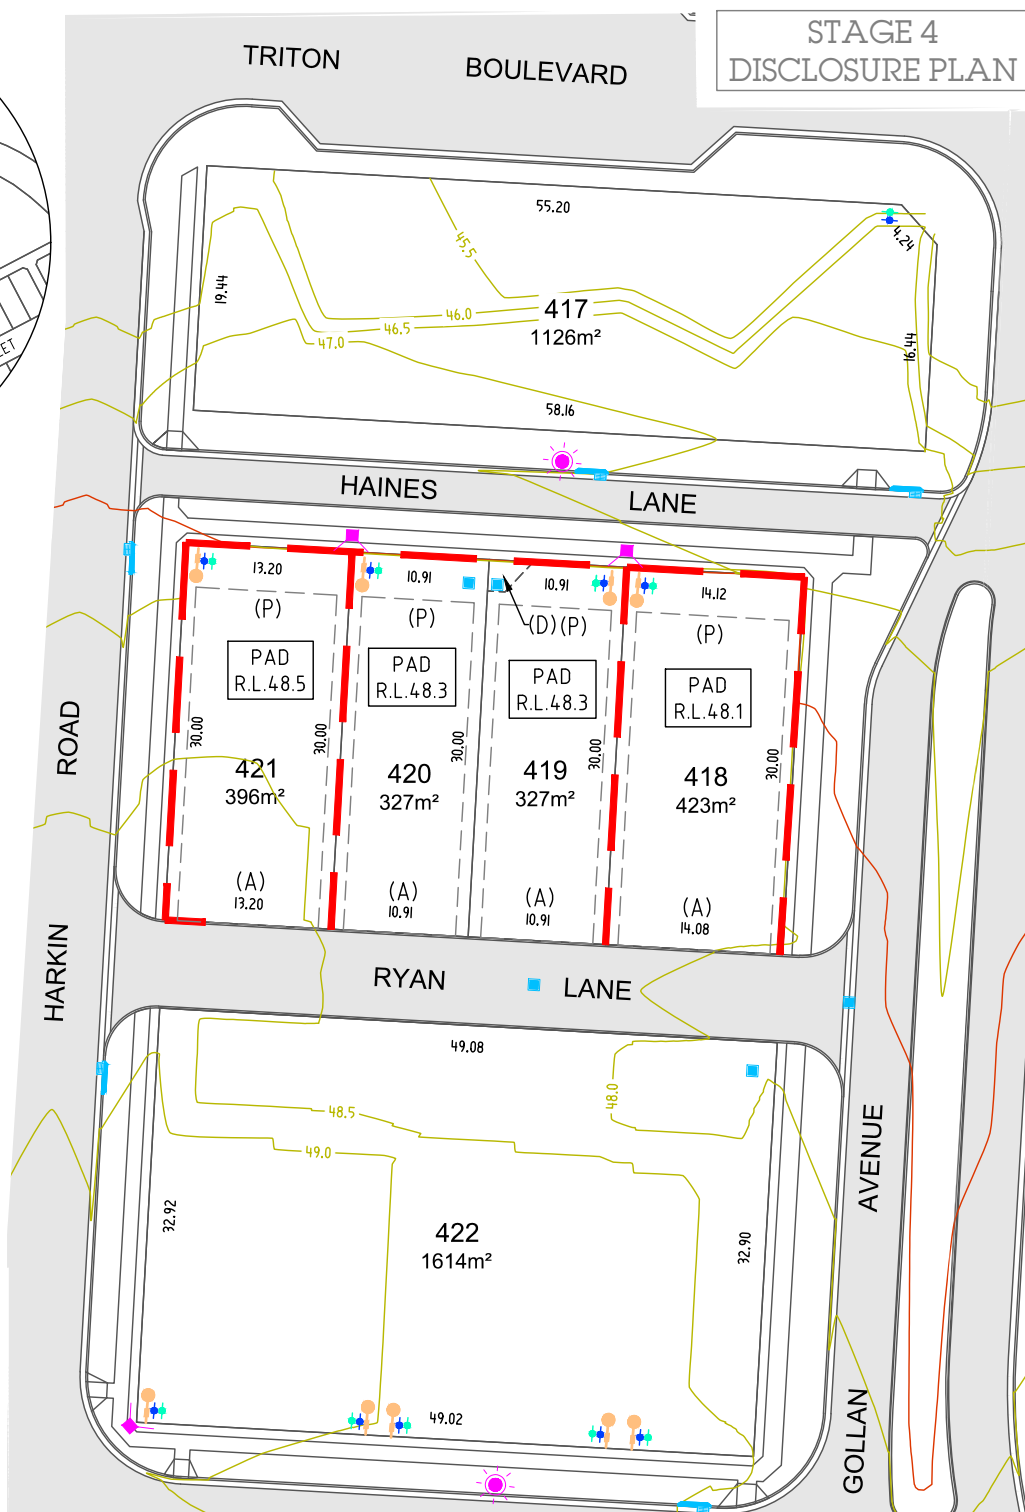 STAGE 4
DISCLOSURE PLAN
TRITON BOULEVARD
55.20
4.24
45.5
19.44
417
1126m²
46.0
46.5
47.0
16.44
58.16
HAINES LANE
13.20
10.91
10.91
14.12
(P)
(P)
(D)(P)
(P)
PAD
R.L.48.5
PAD
R.L.48.3
PAD
R.L.48.3
PAD
R.L.48.1
30.00
30.00
30.00
30.00
30.00
421
396m²
420
327m²
419
327m²
418
423m²
(A)
13.20
(A)
10.91
(A)
10.91
(A)
14.08
HARKIN ROAD
RYAN LANE
49.08
48.5
48.0
49.0
32.92
422
1614m²
32.90
49.02
GOLLAN AVENUE